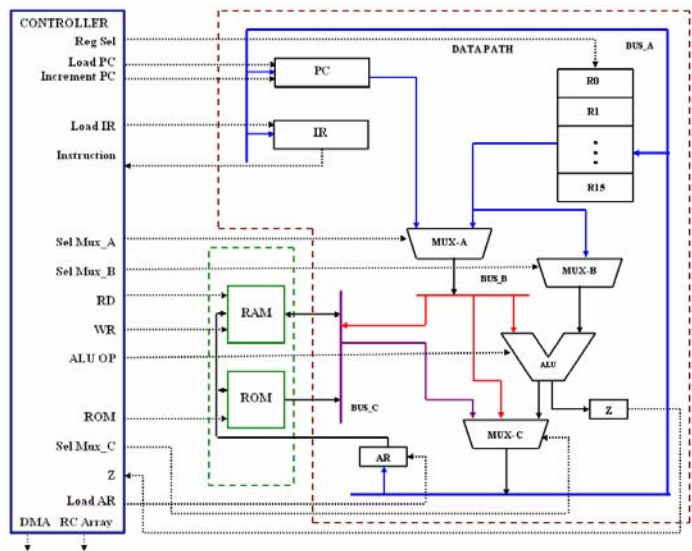 CONTROLLER
Reg Sel
DATA PATH
BUS_A
Load PC
Increment PC
PC
R0
R1
Load IR
IR
Instruction
R15
Sel Mux_A
MUX-A
Sel Mux_B
MUX-B
BUS_B
RD
RAM
WR
ALU OP
ALU
ROM
BUS_C
ROM
Z
Sel Mux_C
MUX-C
AR
Z
Load AR
DMA
RC Array